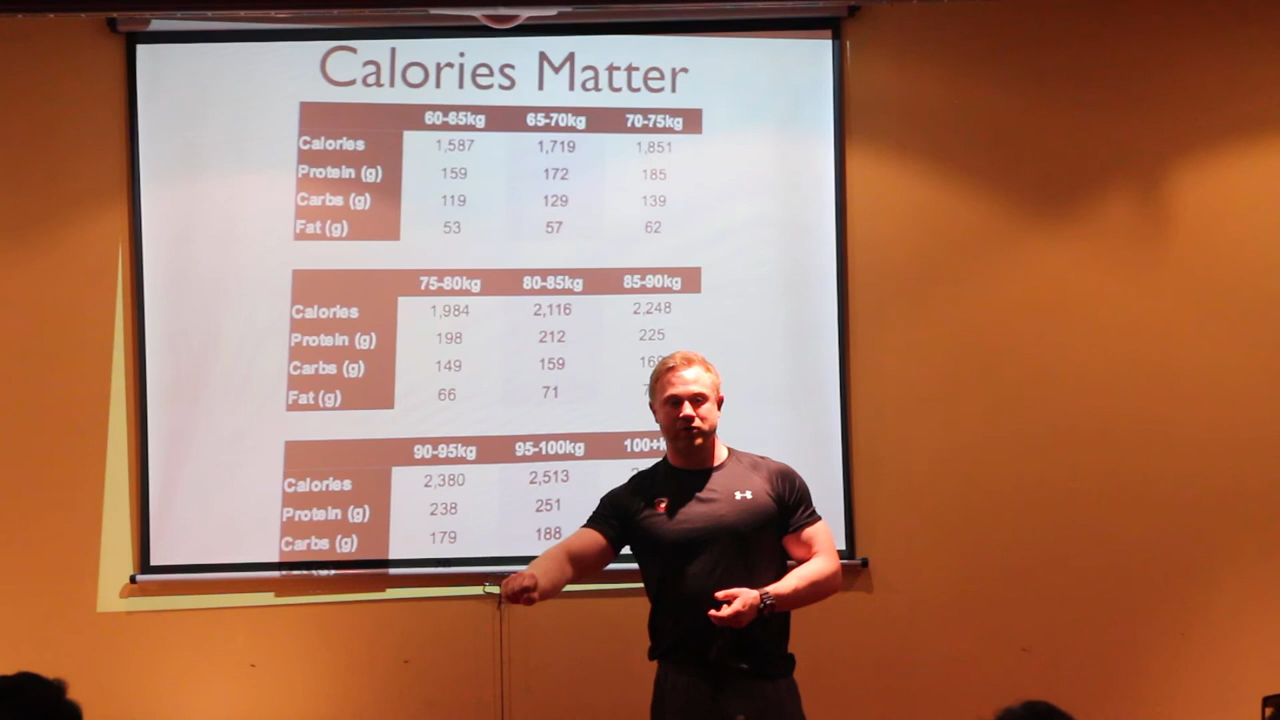 Calories Matter
60-65kg 65-70kg 70-75kg
Calories 1,587 1,719 1,851
Protein (g) 159 172 185
Carbs (g) 119 129 139
Fat (g) 53 57 62
75-80kg 80-85kg 85-90kg
Calories 1,984 2,116 2,248
Protein (g) 198 212 225
Carbs (g) 149 159
Fat (g) 66 71
90-95kg 95-100kg
Calories 2,380 2,513
Protein (g) 238 251
Carbs (g) 179 188